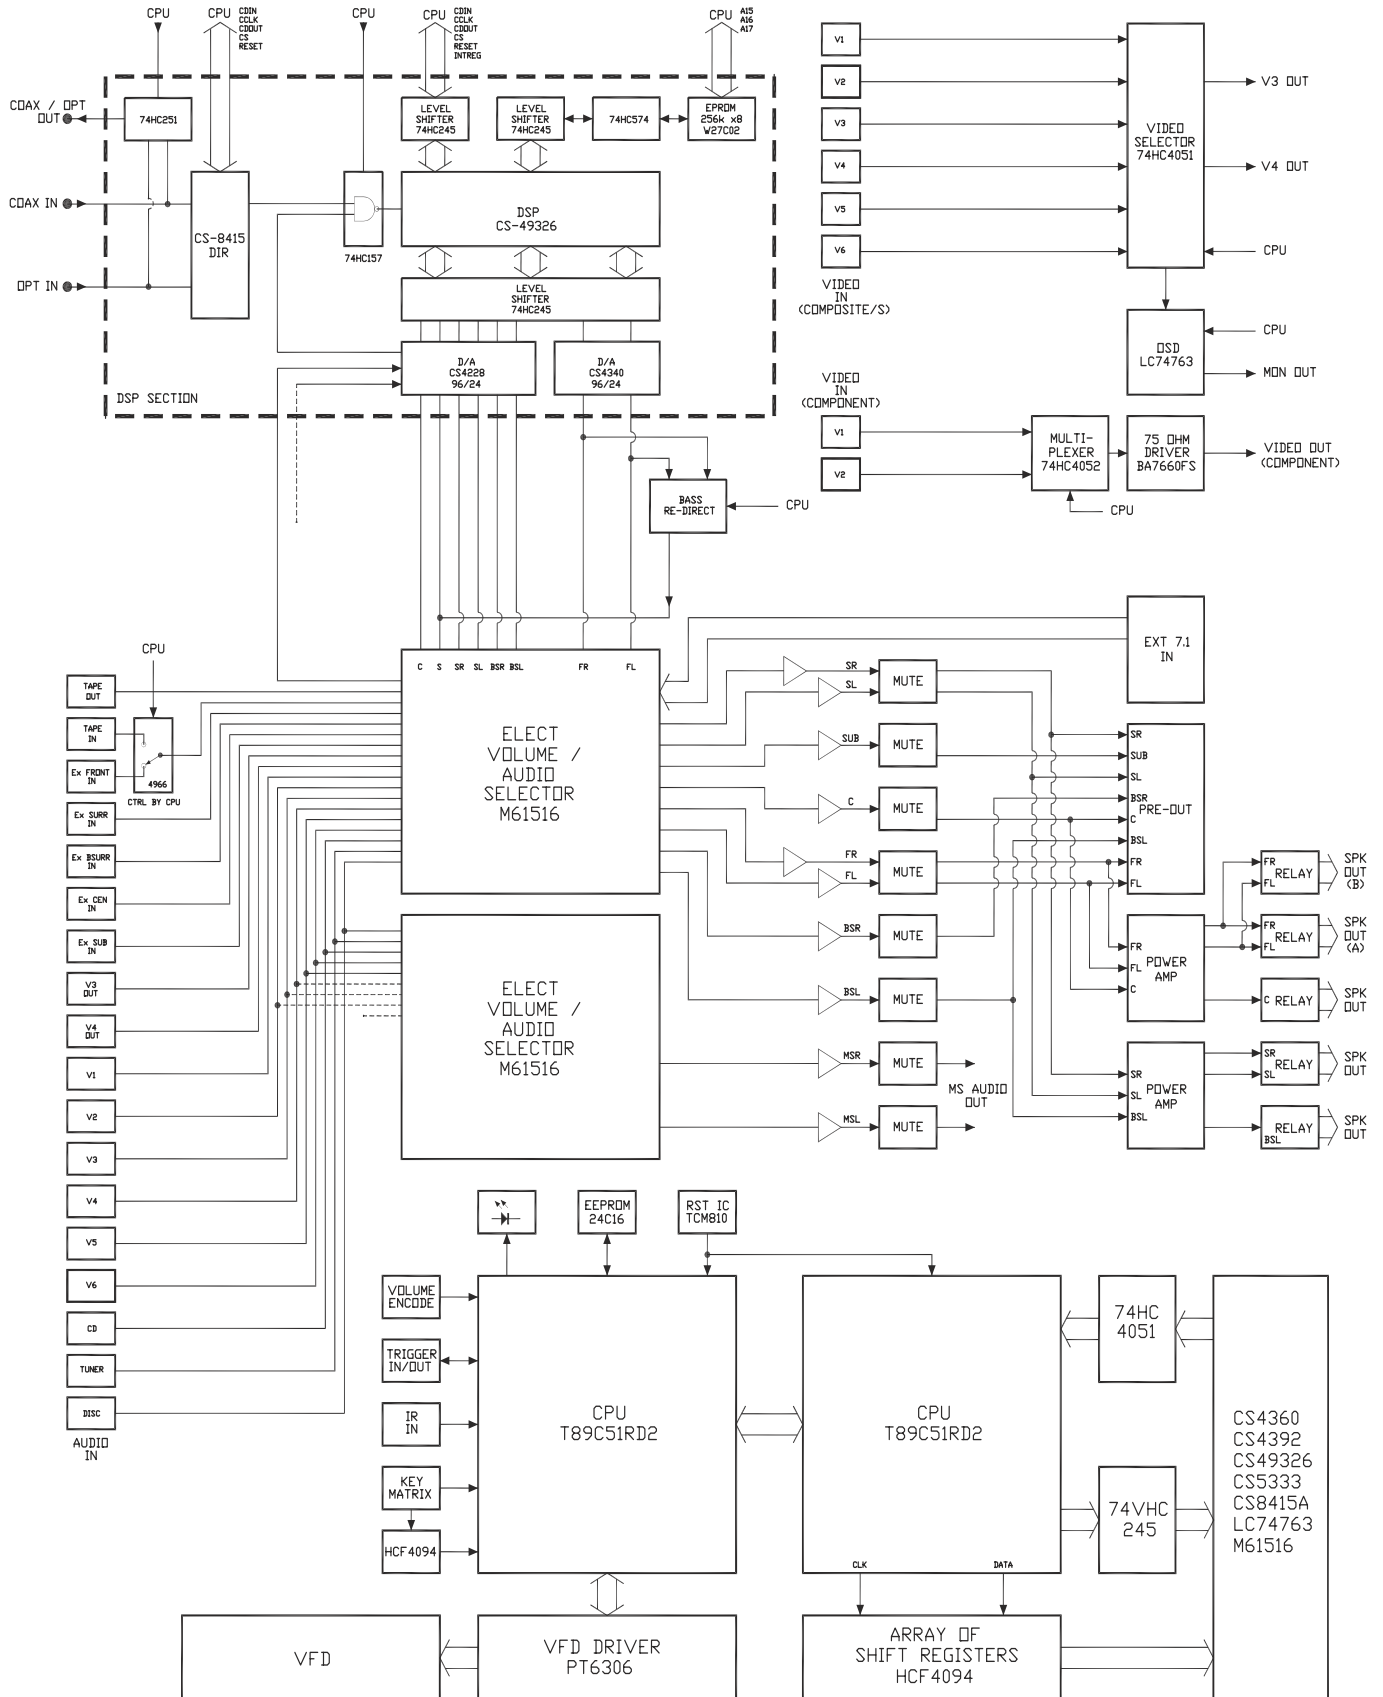 CPU
CDIN
CCLK
CDOUT
CS
RESET
CPU
CPU
CDIN
CCLK
CDOUT
CS
RESET
INTREG
CPU
A15
A16
A17
COAX / OPT
OUT
74HC251
LEVEL
SHIFTER
74HC245
LEVEL
SHIFTER
74HC245
74HC574
EPROM
256k x8
W27C02
COAX IN
CS-8415
DIR
74HC157
DSP
CS-49326
OPT IN
LEVEL
SHIFTER
74HC245
D/A
CS4228
96/24
D/A
CS4340
96/24
DSP SECTION
BASS
RE-DIRECT
CPU
V1
V2
V3
V4
V5
V6
VIDEO
IN
(COMPOSITE/S)
VIDEO
SELECTOR
74HC4051
V3 OUT
V4 OUT
CPU
OSD
LC74763
CPU
MON OUT
VIDEO
IN
(COMPONENT)
V1
V2
MULTI-
PLEXER
74HC4052
CPU
75 OHM
DRIVER
BA7660FS
VIDEO OUT
(COMPONENT)
EXT 7.1
IN
CPU
TAPE
OUT
TAPE
IN
4966
CTRL BY CPU
Ex FRONT
IN
Ex SURR
IN
Ex BSURR
IN
Ex CEN
IN
Ex SUB
IN
V3
OUT
V4
OUT
V1
V2
V3
V4
V5
V6
CD
TUNER
DISC
AUDIO
IN
C
S
SR
SL
BSR
BSL
FR
FL
ELECT
VOLUME /
AUDIO
SELECTOR
M61516
ELECT
VOLUME /
AUDIO
SELECTOR
M61516
SR
SL
MUTE
SUB
MUTE
C
MUTE
FR
FL
MUTE
MUTE
BSR
MUTE
BSL
MUTE
MSR
MUTE
MS AUDIO
OUT
MSL
MUTE
SR
SUB
SL
BSR
PRE-OUT
C
BSL
FR
FL
FR
POWER
AMP
FL
C
SR
POWER
AMP
SL
BSL
FR
RELAY
FL
SPK
OUT
(B)
FR
RELAY
FL
SPK
OUT
(A)
C RELAY
SPK
OUT
SR
RELAY
SL
SPK
OUT
RELAY
BSL
SPK
OUT
EEPROM
24C16
RST IC
TCM810
VOLUME
ENCODE
TRIGGER
IN/OUT
IR
IN
KEY
MATRIX
HCF4094
CPU
T89C51RD2
CPU
T89C51RD2
CLK
DATA
74HC
4051
74VHC
245
CS4360
CS4392
CS49326
CS5333
CS8415A
LC74763
M61516
VFD
VFD DRIVER
PT6306
ARRAY OF
SHIFT REGISTERS
HCF4094